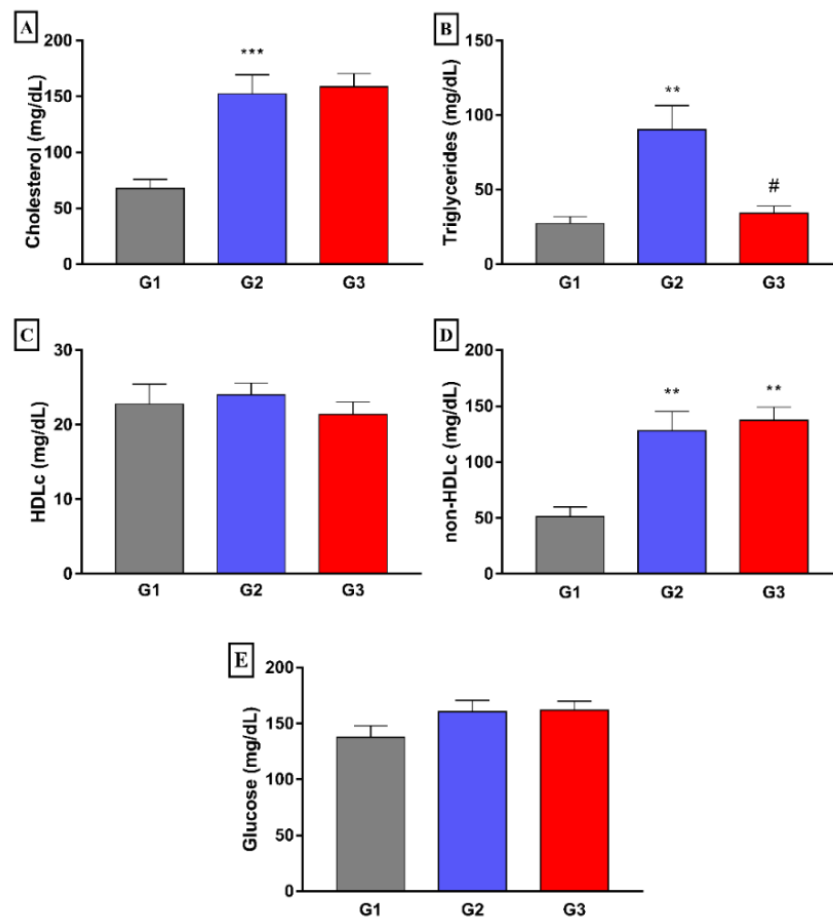 A
Cholesterol (mg/dL)
200
150
100
50
0
***
G1 G2 G3
B
Triglycerides (mg/dL)
150
100
50
0
**
#
G1 G2 G3
C
HDLc (mg/dL)
30
20
10
0
G1 G2 G3
D
non-HDLc (mg/dL)
200
150
100
50
0
** **
G1 G2 G3
E
Glucose (mg/dL)
200
150
100
50
0
G1 G2 G3